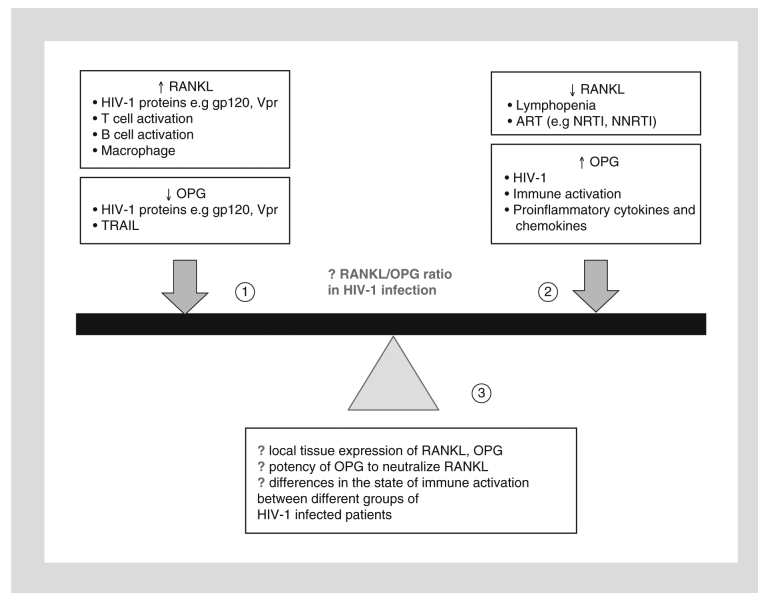 ↑ RANKL
• HIV-1 proteins e.g gp120, Vpr
• T cell activation
• B cell activation
• Macrophage
↓ OPG
• HIV-1 proteins e.g gp120, Vpr
• TRAIL
↓ RANKL
• Lymphopenia
• ART (e.g NRTI, NNRTI)
↑ OPG
• HIV-1
• Immune activation
• Proinflammatory cytokines and
chemokines
1
? RANKL/OPG ratio
in HIV-1 infection
2
3
? local tissue expression of RANKL, OPG
? potency of OPG to neutralize RANKL
? differences in the state of immune activation
between different groups of
HIV-1 infected patients